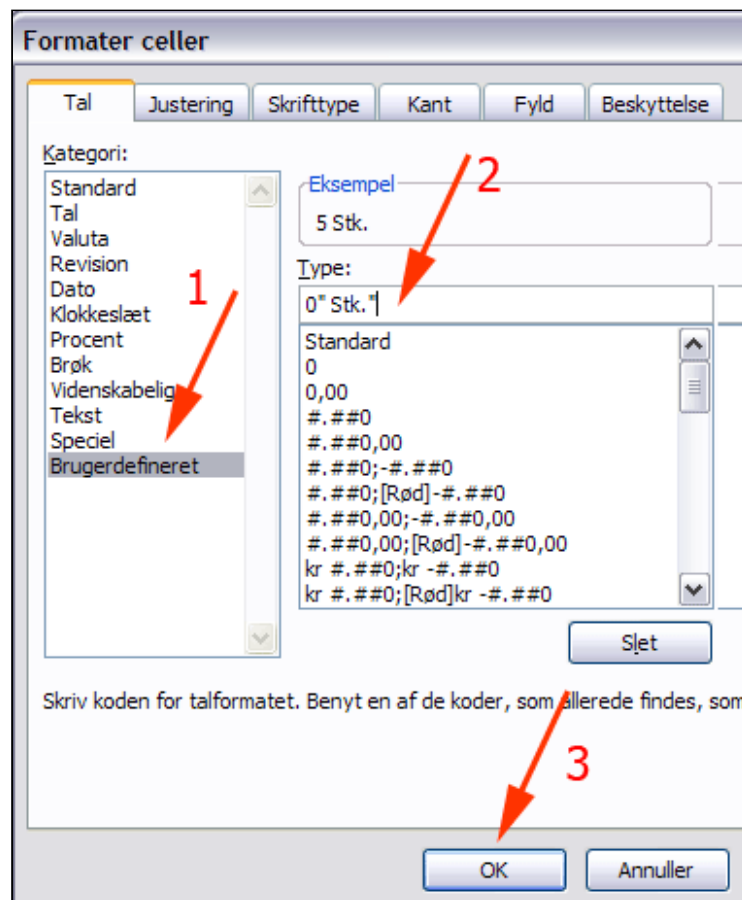 Formater celler
Tal Justering Skrifttype Kant Fyld Beskyttelse
Kategori:
Standard
Tal
Valuta
Revision
Dato
Klokkeslæt
Procent
Brøk
Videnskabelig
Tekst
Speciel
Brugerdefineret
1
2
Eksempel
5 Stk.
Type:
0" Stk."
Standard
0
0,00
#.##0
#.##0,00
#.##0;-#.##0
#.##0;[Rød]-#.##0
#.##0,00;-#.##0,00
#.##0,00;[Rød]-#.##0,00
kr #.##0;kr -#.##0
kr #.##0;[Rød]kr -#.##0
Slet
Skriv koden for talformatet. Benyt en af de koder, som allerede findes, som
3
OK Annuller